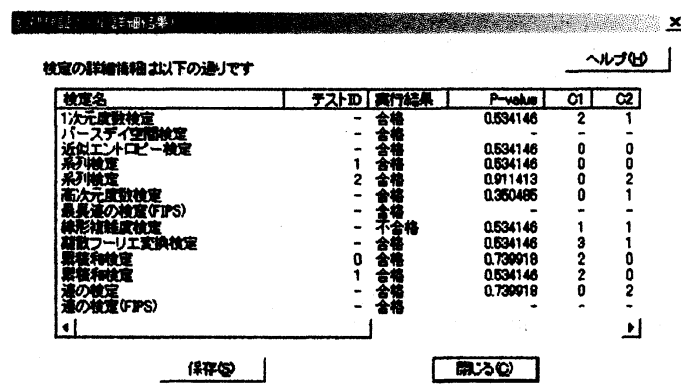 ヘルプ(H)
検定の詳細情報は以下の通りです
検定名 テストID 実行結果 P-value C1 C2
1次元度数検定 - 合格 0.534146 2 1
バースデイ空間検定 - 合格 - - -
近似エントロピー検定 - 合格 0.534146 0 0
系列検定 1 合格 0.534146 0 0
系列検定 2 合格 0.911413 0 2
高次元度数検定 - 合格 0.350485 0 1
最長連の検定(FIPS) - 合格 - - -
線形複雑度検定 - 不合格 0.534146 1 1
離散フーリエ変換検定 - 合格 0.534146 3 1
累積和検定 0 合格 0.739918 2 0
累積和検定 1 合格 0.534146 2 0
連の検定 - 合格 0.739918 0 2
連の検定(FIPS) - 合格 - - -
保存(S) 閉じる(C)